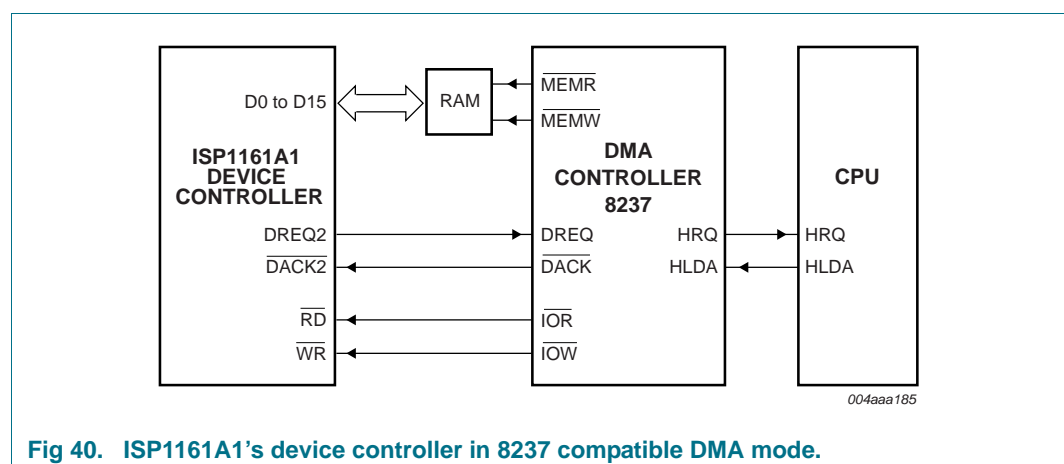 D0 to D15
RAM
MEMR
MEMW
ISP1161A1
DEVICE
CONTROLLER
DMA
CONTROLLER
8237
CPU
DREQ2
DREQ
HRQ
HRQ
DACK2
DACK
HLDA
HLDA
RD
IOR
WR
IOW
004aaa185
Fig 40. ISP1161A1’s device controller in 8237 compatible DMA mode.